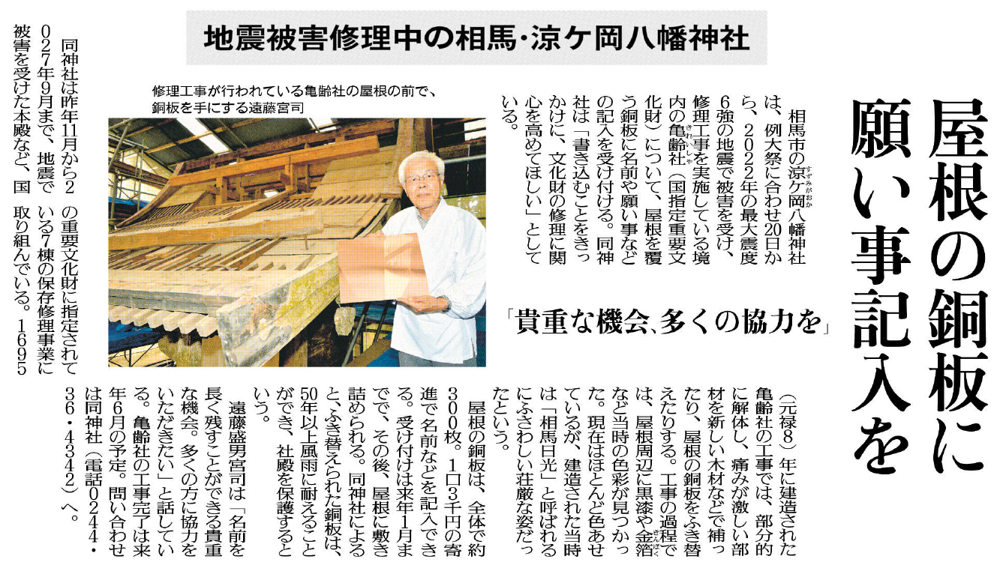 地震被害修理中の相馬・涼ケ岡八幡神社
屋根の銅板に
願い事記入を
「貴重な機会、多くの協力を」
修理工事が行われている亀齢社の屋根の前で、
銅板を手にする遠藤宮司
　相馬市の涼ケ岡八幡神社
すずみがおか
は、例大祭に合わせ20日か
ら、2022年の最大震度
6強の地震で被害を受け、
修理工事を実施している境
内の亀齢社（国指定重要文
きれいしゃ
化財）について、屋根を覆
う銅板に名前や願い事など
の記入を受け付ける。同神
社は「書き込むことをきっ
かけに、文化財の修理に関
心を高めてほしい」として
いる。
　同神社は昨年11月から2
027年9月まで、地震で
被害を受けた本殿など、国
の重要文化財に指定されて
いる7棟の保存修理事業に
取り組んでいる。1695
（元禄8）年に建造された
亀齢社の工事では、部分的
に解体し、痛みが激しい部
材を新しい木材などで補っ
たり、屋根の銅板をふき替
えたりする。工事の過程で
は、屋根周辺に黒漆や金箔
きんぱく
など当時の色彩が見つかっ
た。現在はほとんど色あせ
ているが、建造された当時
は「相馬日光」と呼ばれる
にふさわしい荘厳な姿だっ
たという。
　屋根の銅板は、全体で約
300枚。1口3千円の寄
進で名前などを記入でき
る。受け付けは来年1月ま
でで、その後、屋根に敷き
詰められる。同神社による
と、ふき替えられた銅板は、
50年以上風雨に耐えること
ができ、社殿を保護すると
いう。
　遠藤盛男宮司は「名前を
長く残すことができる貴重
な機会。多くの方に協力を
いただきたい」と話してい
る。亀齢社の工事完了は来
年6月の予定。問い合わせ
は同神社（電話0244・
36・4342）へ。